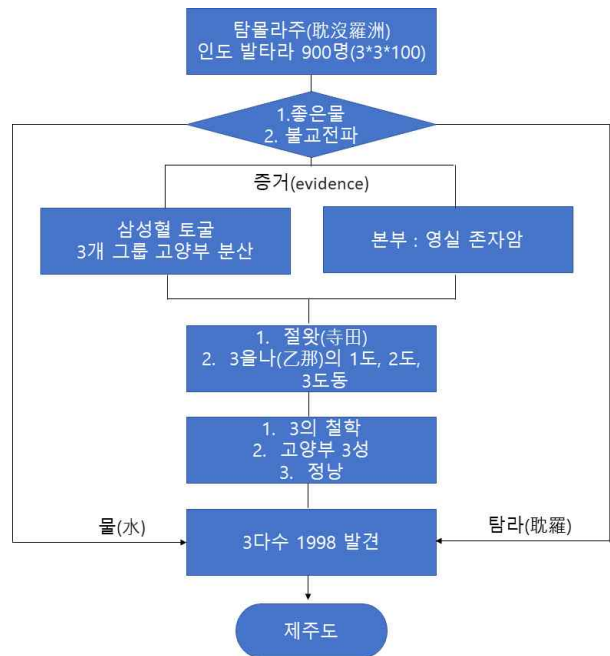 탐몰라주(耽沒羅洲)
인도 발타라 900명(3*3*100)
1.좋은물
2. 불교전파
증거(evidence)
삼성혈 토굴
3개 그룹 고양부 분산
본부 : 영실 존자암
1. 절왓(寺田)
2. 3을나(乙那)의 1도, 2도,
3도동
1. 3의 철학
2. 고양부 3성
3. 정낭
물(水)
탐라(耽羅)
3다수 1998 발견
제주도